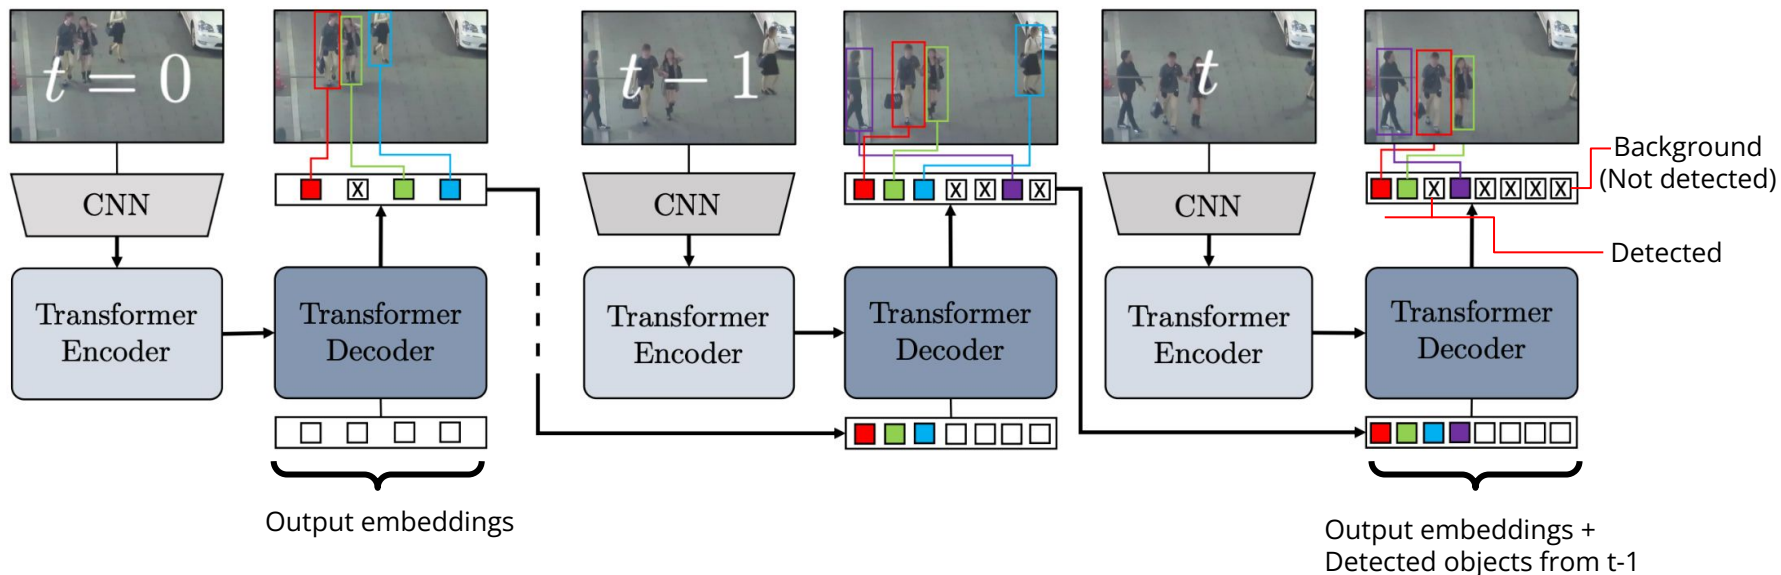 t = 0
t − 1
t
X
X X X
X X X X X
Background
(Not detected)
CNN
CNN
CNN
Detected
Transformer
Encoder
Transformer
Decoder
Transformer
Encoder
Transformer
Decoder
Transformer
Encoder
Transformer
Decoder
Output embeddings
Output embeddings +
Detected objects from t-1